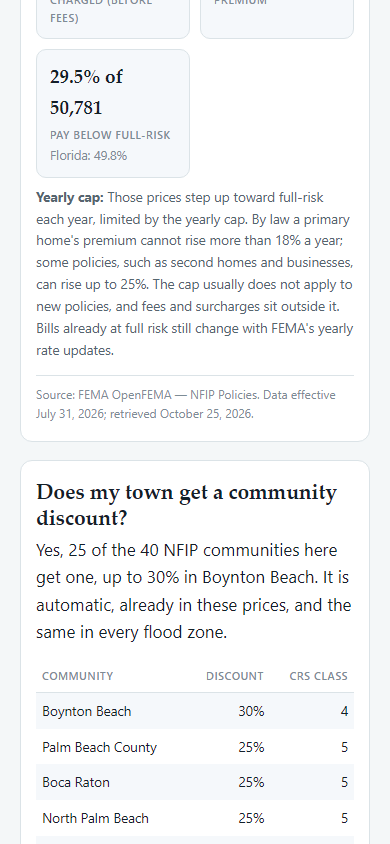 CHARGED (BEFORE
PREMIUM
FEES)
29.5% of
50,781
PAY BELOW FULL-RISK
Florida: 49.8%
Yearly cap: Those prices step up toward full-risk
each year, limited by the yearly cap. By law a primary
home's premium cannot rise more than 18% a year;
some policies, such as second homes and businesses,
can rise up to 25%. The cap usually does not apply to
new policies, and fees and surcharges sit outside it.
Bills already at full risk still change with FEMA's yearly
rate updates.
Source: FEMA OpenFEMA — NFIP Policies. Data effective
July 31, 2026; retrieved October 25, 2026.
Does my town get a community
discount?
Yes, 25 of the 40 NFIP communities here
get one, up to 30% in Boynton Beach. It is
automatic, already in these prices, and the
same in every flood zone.
COMMUNITY DISCOUNT CRS CLASS
Boynton Beach 30% 4
Palm Beach County 25% 5
Boca Raton 25% 5
North Palm Beach 25% 5